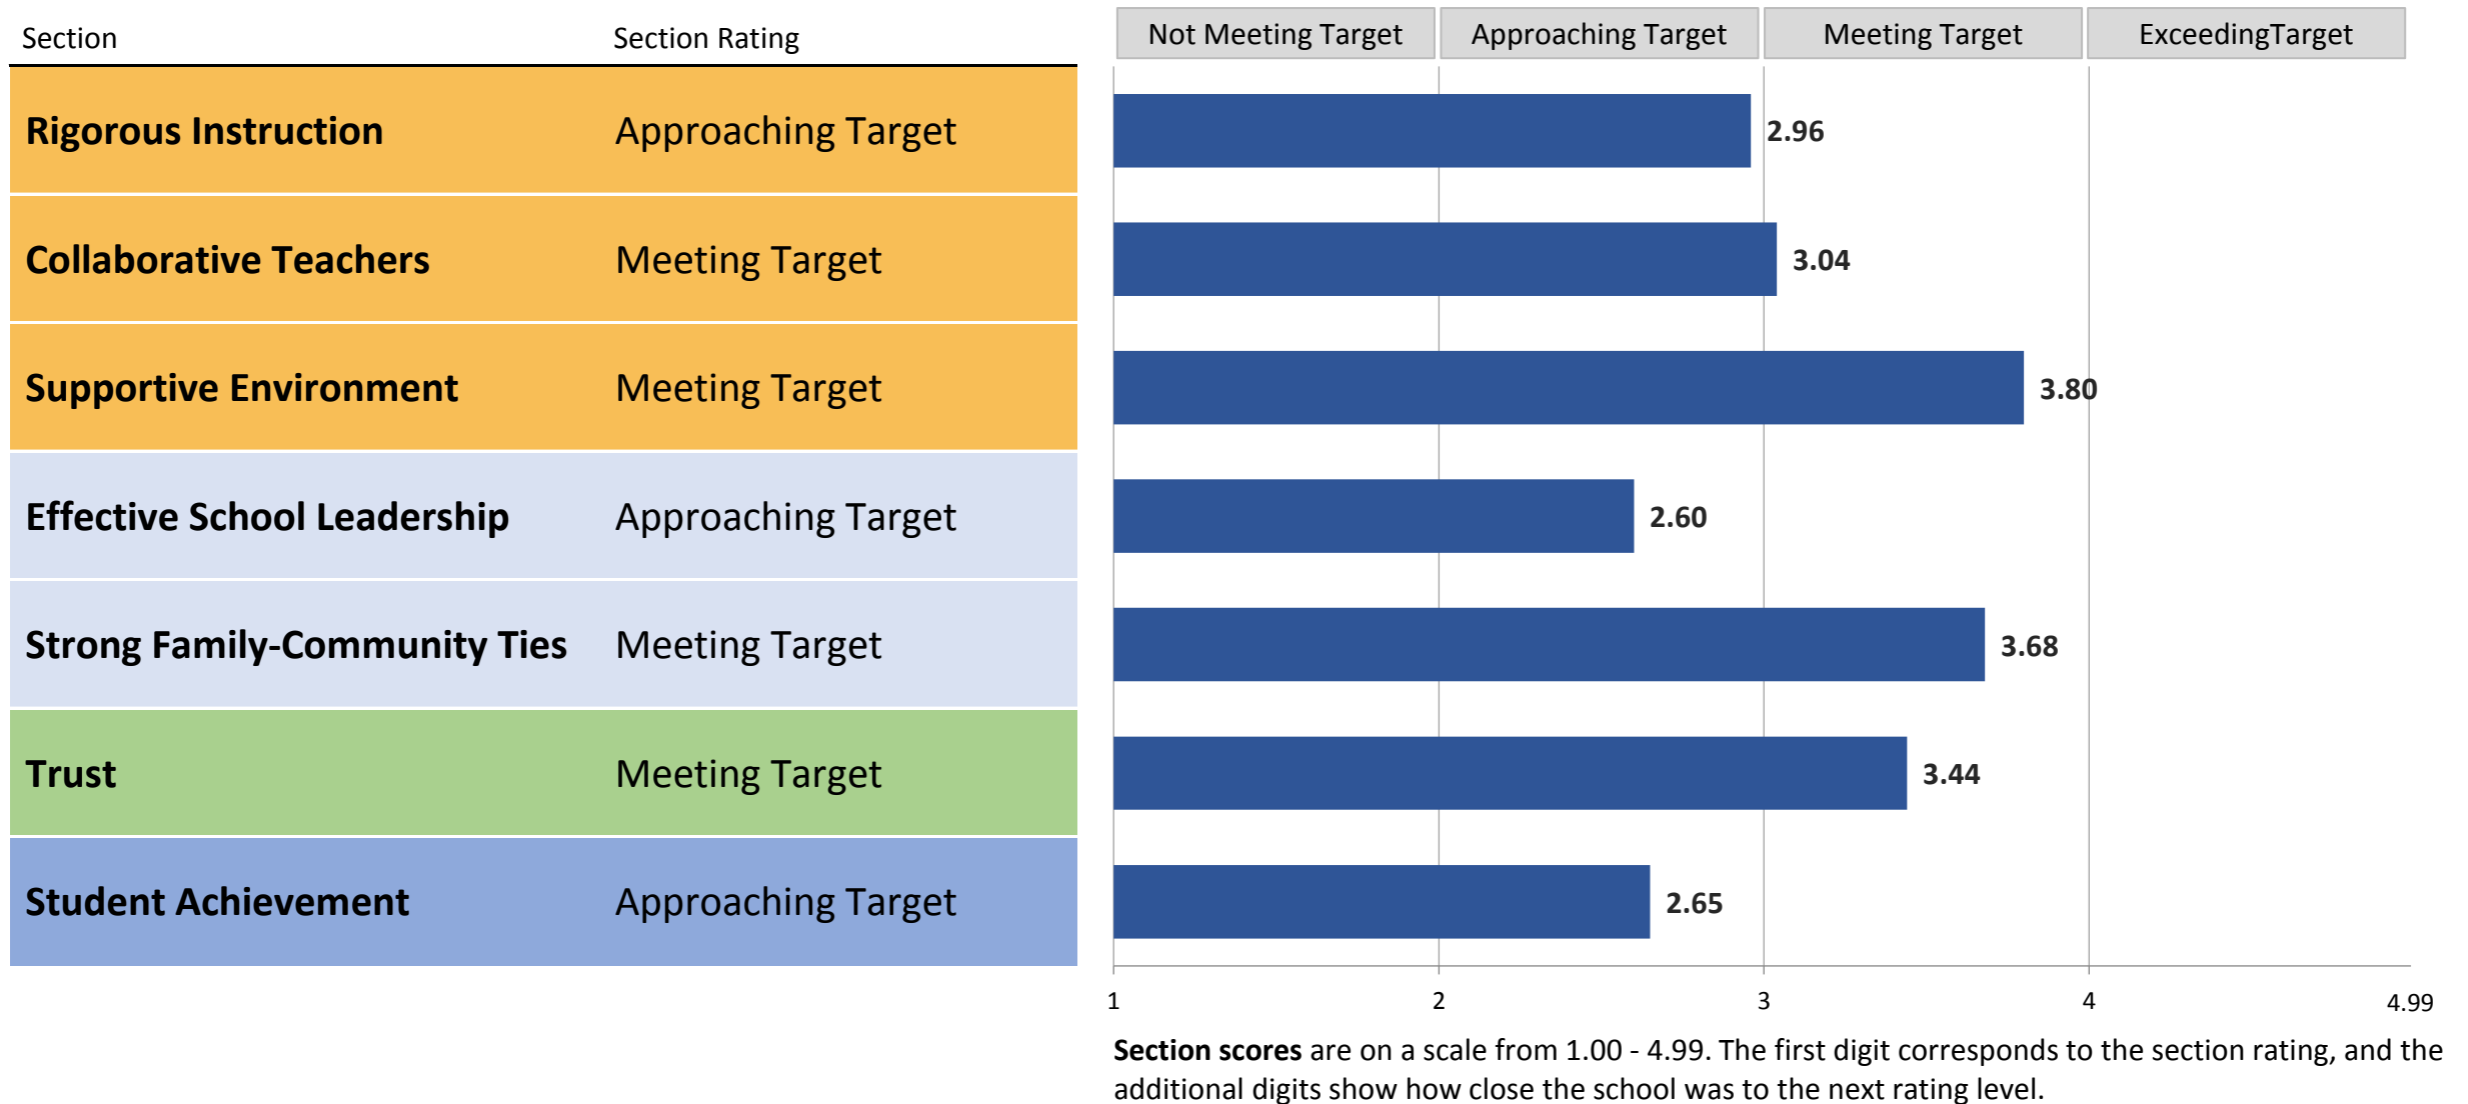 Section Section Rating Not Meeting Target Approaching Target Meeting Target ExceedingTarget
Rigorous Instruction Approaching Target 2.96
Collaborative Teachers Meeting Target 3.04
Supportive Environment Meeting Target 3.80
Effective School Leadership Approaching Target 2.60
Strong Family-Community Ties Meeting Target 3.68
Trust Meeting Target 3.44
Student Achievement Approaching Target 2.65
1 2 3 4 4.99
Section scores are on a scale from 1.00 - 4.99. The first digit corresponds to the section rating, and the
additional digits show how close the school was to the next rating level.